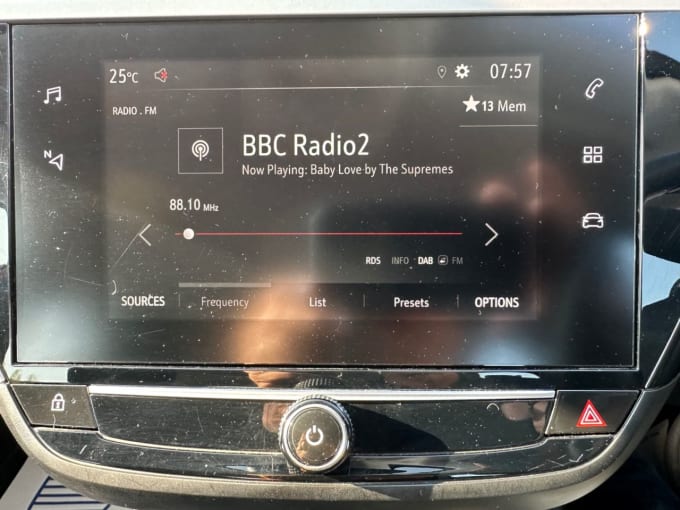 25°C 07:57
RADIO . FM
13 Mem
BBC Radio2
Now Playing: Baby Love by The Supremes
88.10 MHz
RDS INFO DAB FM
SOURCES Frequency List Presets OPTIONS
N